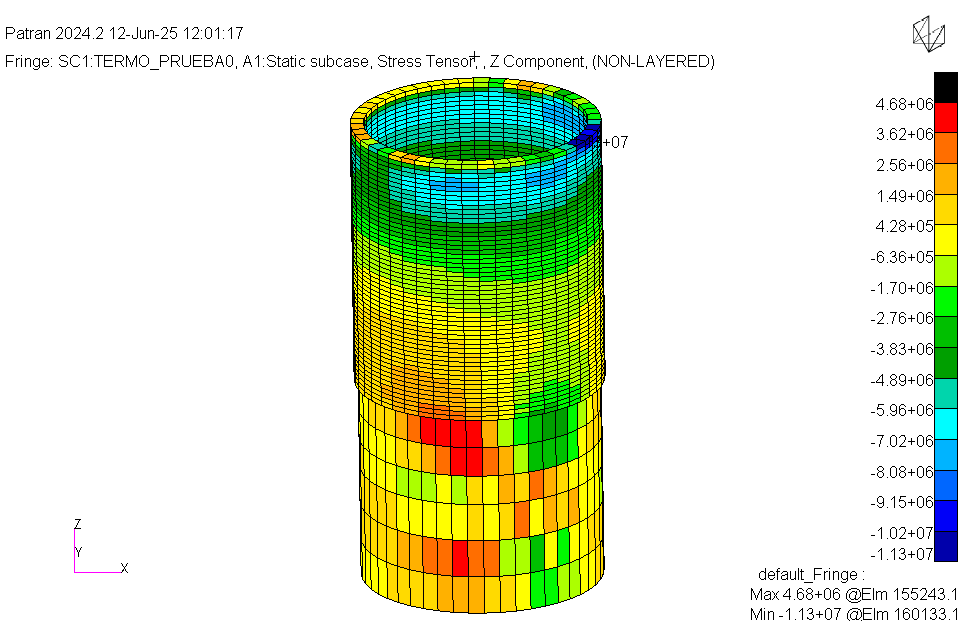 Patran 2024.2 12-Jun-25 12:01:17
Fringe: SC1:TERMO_PRUEBA0, A1:Static subcase, Stress Tensor, , Z Component, (NON-LAYERED)
4.68+06
3.62+06
+07
2.56+06
1.49+06
4.28+05
-6.36+05
-1.70+06
-2.76+06
-3.83+06
-4.89+06
-5.96+06
-7.02+06
-8.08+06
-9.15+06
-1.02+07
-1.13+07
Z
Y
X
default_Fringe :
Max 4.68+06 @Elm 155243.1
Min -1.13+07 @Elm 160133.1